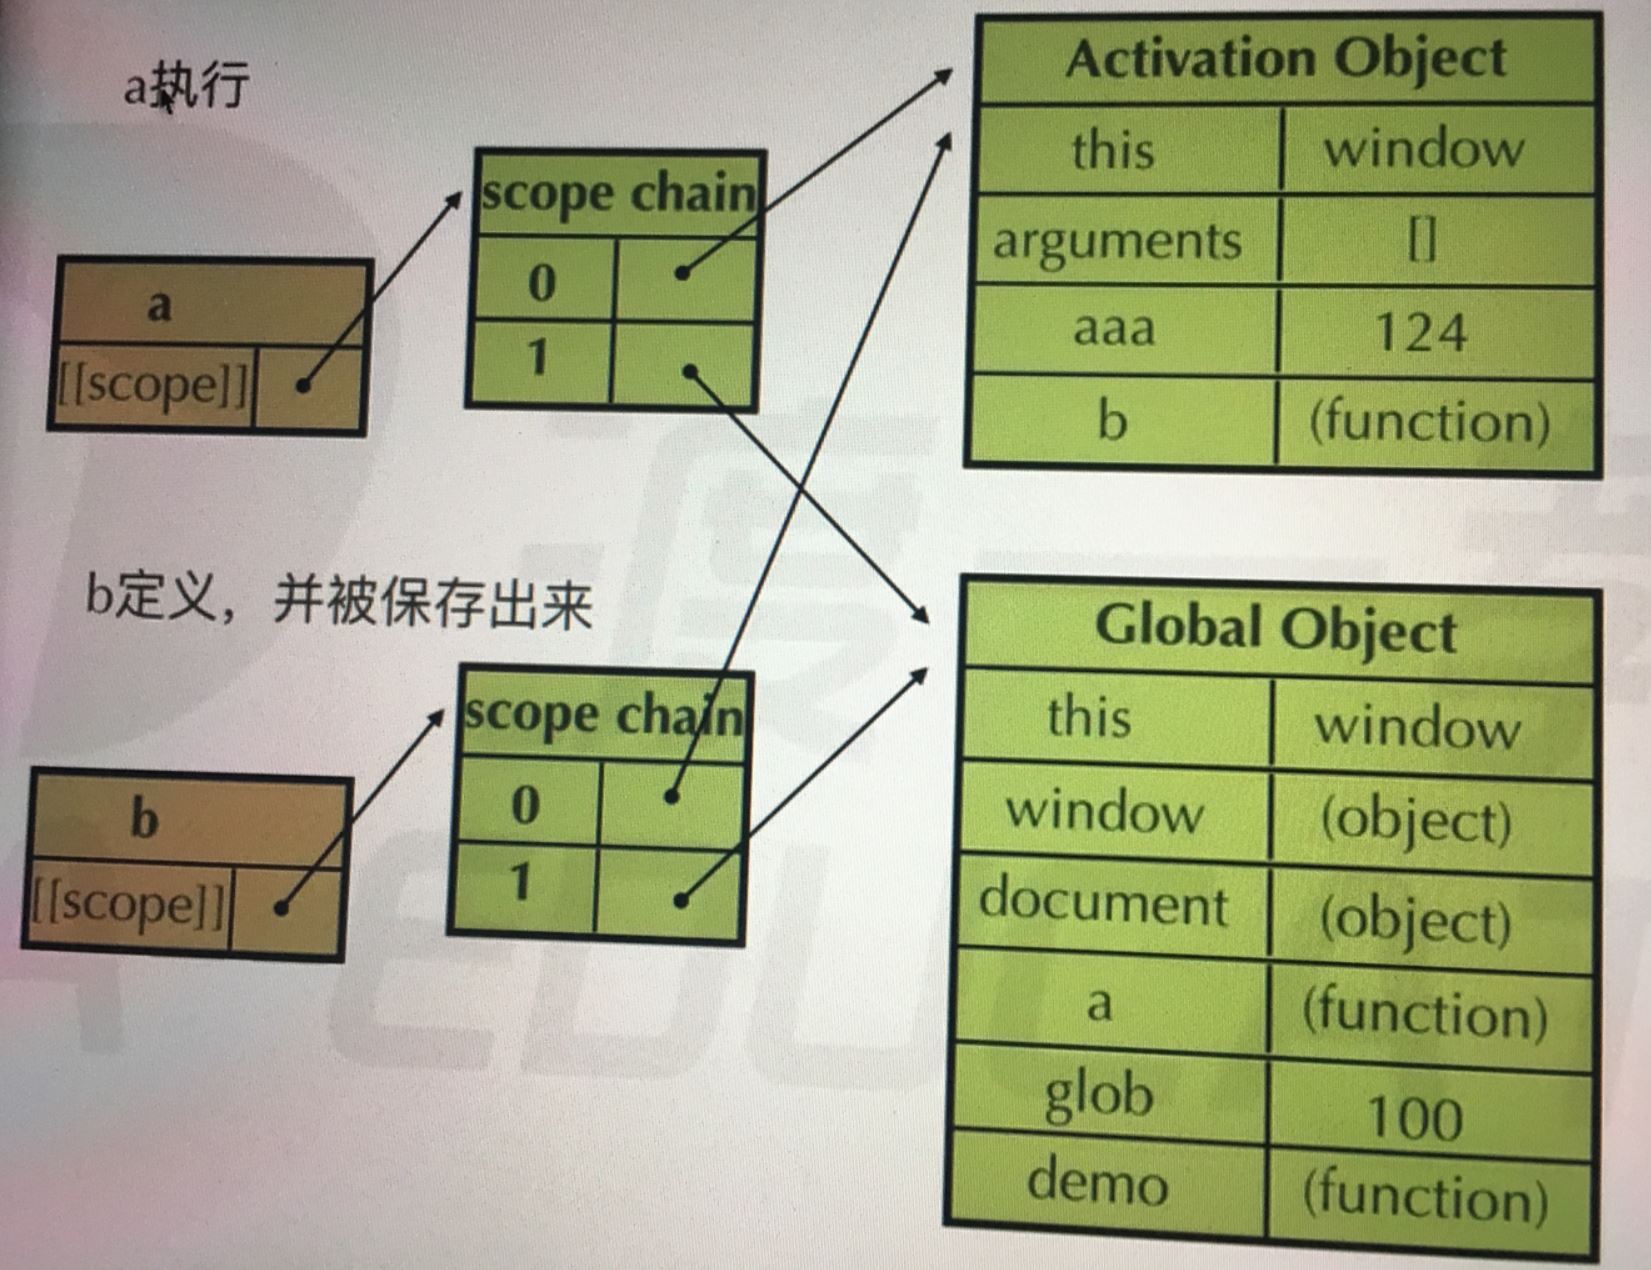 a执行
a
[[scope]]
scope chain
0
1
Activation Object
this window
arguments []
aaa 124
b (function)
b定义，并被保存出来
b
[[scope]]
scope chain
0
1
Global Object
this window
window (object)
document (object)
a (function)
glob 100
demo (function)